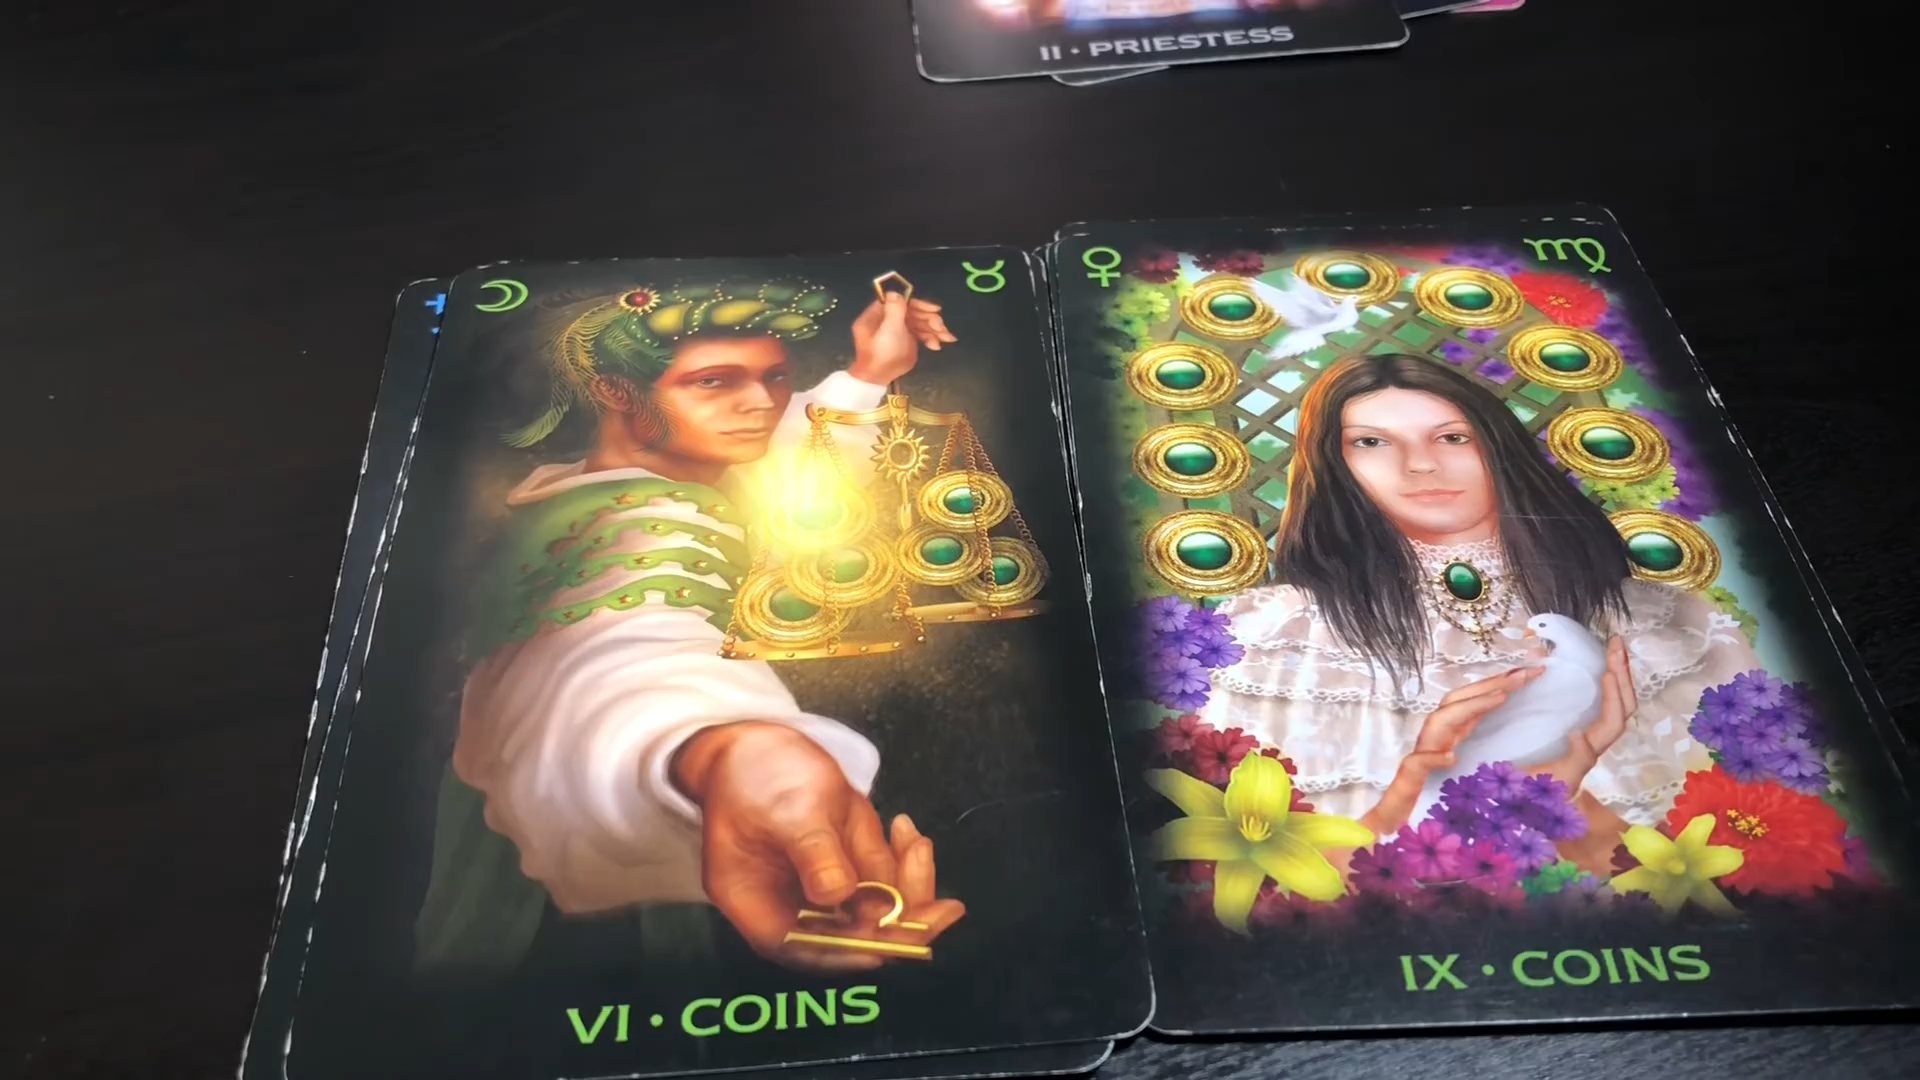 II • PRIESTESS
VI • COINS
IX • COINS